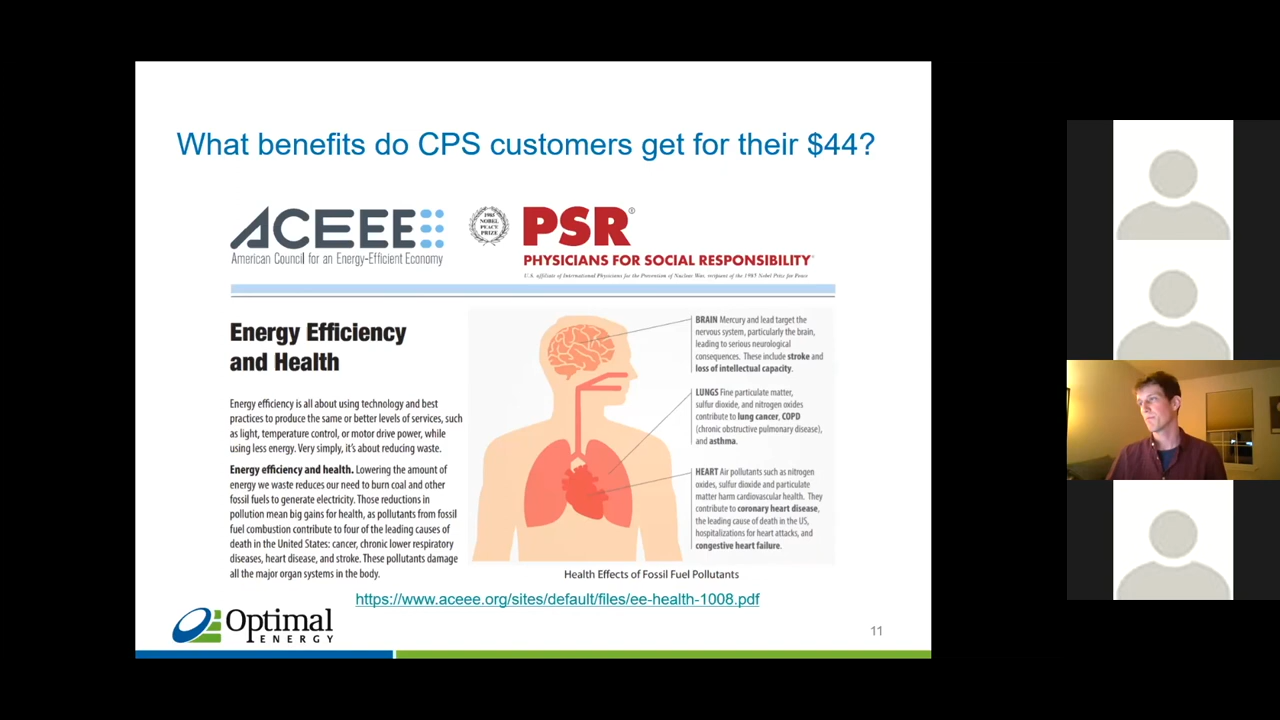 What benefits do CPS customers get for their $44?
ACEEE
American Council for an Energy-Efficient Economy
1985
NOBEL
PEACE
PRIZE
PSR®
PHYSICIANS FOR SOCIAL RESPONSIBILITY
U.S. affiliate of International Physicians for the Prevention of Nuclear War, recipient of the 1985 Nobel Prize for Peace
Energy Efficiency
and Health
Energy efficiency is all about using technology and best
practices to produce the same or better levels of services, such
as light, temperature control, or motor drive power, while
using less energy. Very simply, it's about reducing waste.
Energy efficiency and health. Lowering the amount of
energy we waste reduces our need to burn coal and other
fossil fuels to generate electricity. Those reductions in
pollution mean big gains for health, as pollutants from fossil
fuel combustion contribute to four of the leading causes of
death in the United States: cancer, chronic lower respiratory
diseases, heart disease, and stroke. These pollutants damage
all the major organ systems in the body.
BRAIN Mercury and lead target the
nervous system, particularly the brain,
leading to serious neurological
consequences. These include stroke and
loss of intellectual capacity.
LUNGS Fine particulate matter,
sulfur dioxide, and nitrogen oxides
contribute to lung cancer, COPD
(chronic obstructive pulmonary disease),
and asthma.
HEART Air pollutants such as nitrogen
oxides, sulfur dioxide and particulate
matter harm cardiovascular health. They
contribute to coronary heart disease,
the leading cause of death in the US,
hospitalizations for heart attacks, and
congestive heart failure.
Health Effects of Fossil Fuel Pollutants
https://www.aceee.org/sites/default/files/ee-health-1008.pdf
Optimal
ENERGY
11